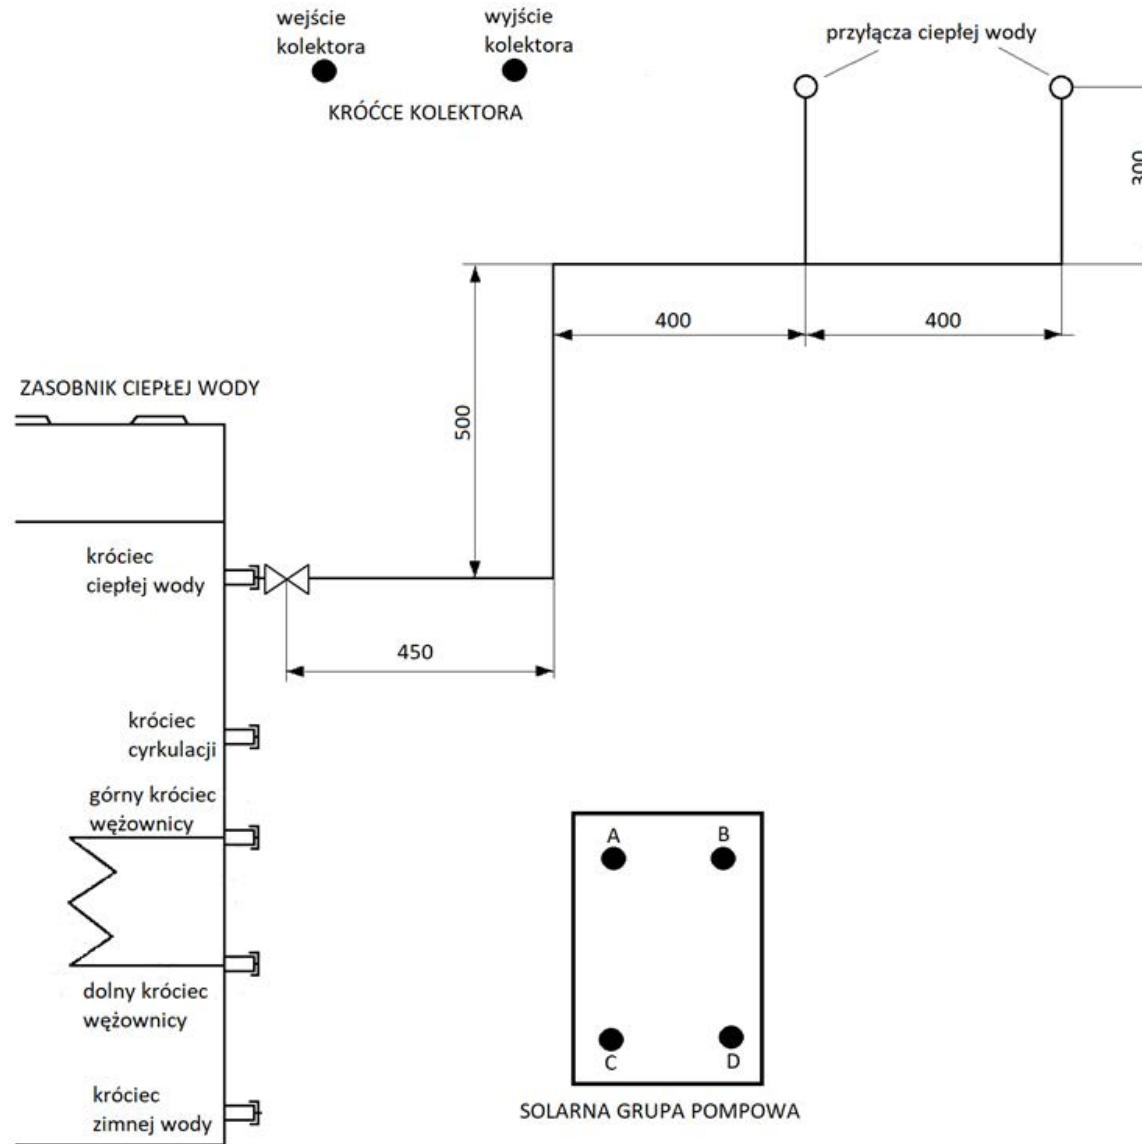 wejście
kolektora
wyjście
kolektora
przyłącza ciepłej wody
KRÓĆCE KOLEKTORA
300
400
400
ZASOBNIK CIEPŁEJ WODY
500
króciec
ciepłej wody
450
króciec
cyrkulacji
górny króciec
wężownicy
A
B
dolny króciec
wężownicy
C
D
króciec
zimnej wody
SOLARNA GRUPA POMPOWA